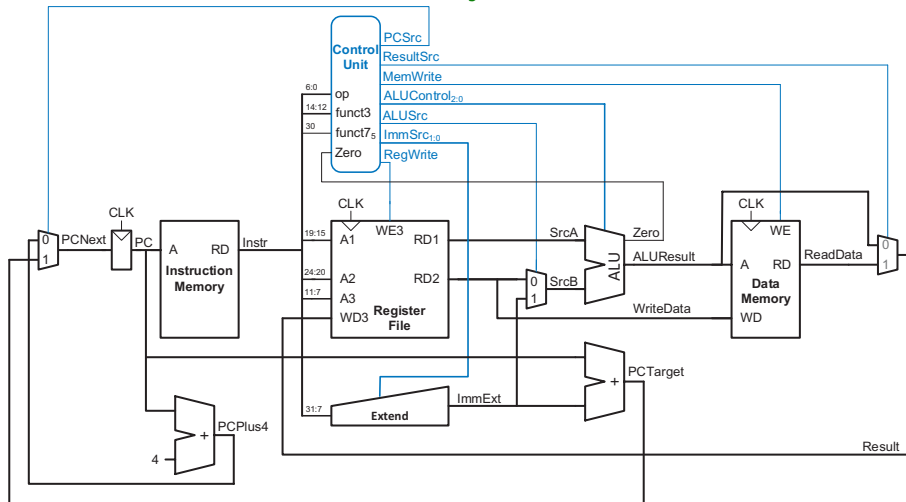 PCSrc
Control
Unit
ResultSrc
MemWrite
ALUControl2:0
ALUSrc
ImmSrc1:0
RegWrite
6:0
op
14:12
funct3
30
funct75
Zero
CLK
0
1
PCNext
PC
A
RD
Instruction
Memory
Instr
CLK
WE3
19:15
A1
RD1
24:20
A2
RD2
11:7
A3
WD3
Register
File
SrcA
0
1
SrcB
ALU
Zero
ALUResult
WriteData
CLK
WE
A
RD
Data
Memory
WD
ReadData
0
1
31:7
Extend
ImmExt
+
PCTarget
4
+
PCPlus4
Result